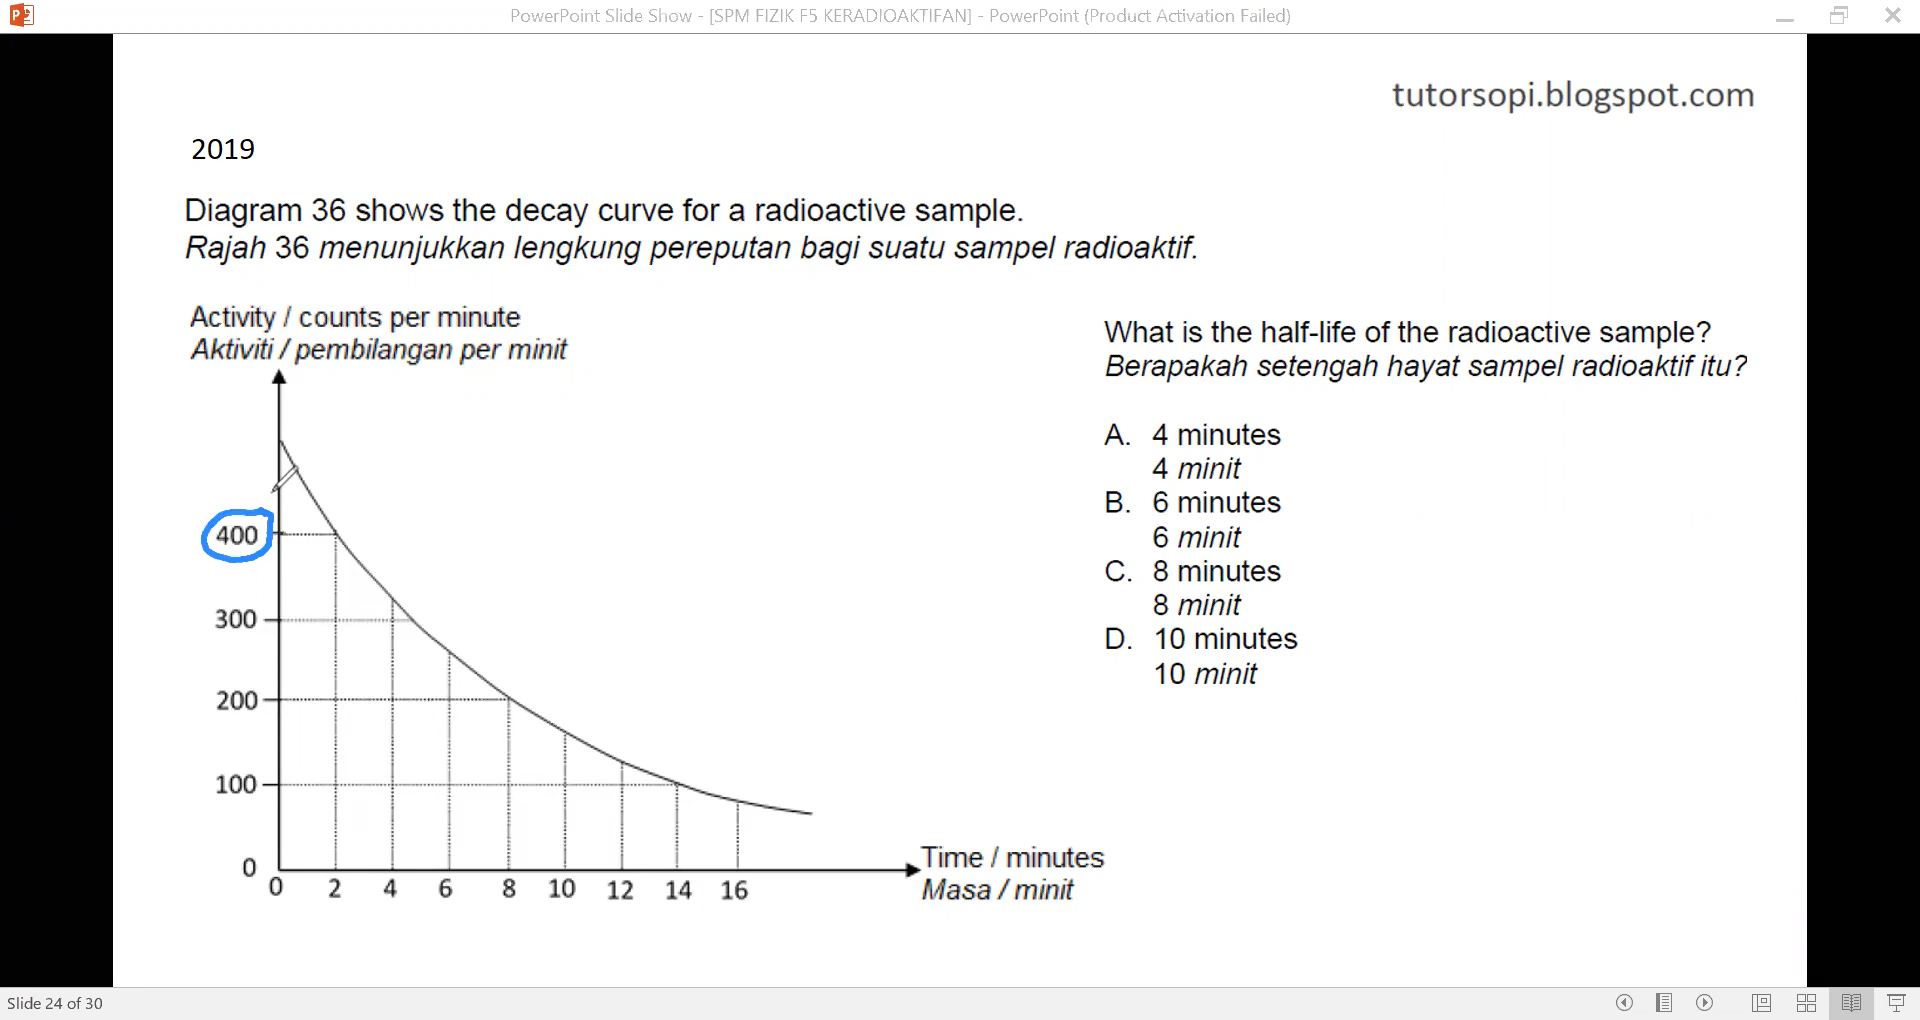 PowerPoint Slide Show - [SPM FIZIK F5 KERADIOAKTIFAN] - PowerPoint (Product Activation Failed)
tutorsopi.blogspot.com
2019
Diagram 36 shows the decay curve for a radioactive sample.
Rajah 36 menunjukkan lengkung pereputan bagi suatu sampel radioaktif.
Activity / counts per minute
Aktiviti / pembilangan per minit
400
300
200
100
0
0 2 4 6 8 10 12 14 16
Time / minutes
Masa / minit
What is the half-life of the radioactive sample?
Berapakah setengah hayat sampel radioaktif itu?
A. 4 minutes
4 minit
B. 6 minutes
6 minit
C. 8 minutes
8 minit
D. 10 minutes
10 minit
Slide 24 of 30